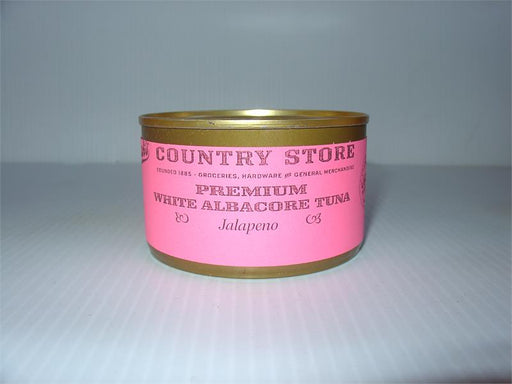 COUNTRY STORE
FOUNDED 1885 - GROCERIES, HARDWARE AND GENERAL MERCHANDISE
PREMIUM
WHITE ALBACORE TUNA
Jalapeno